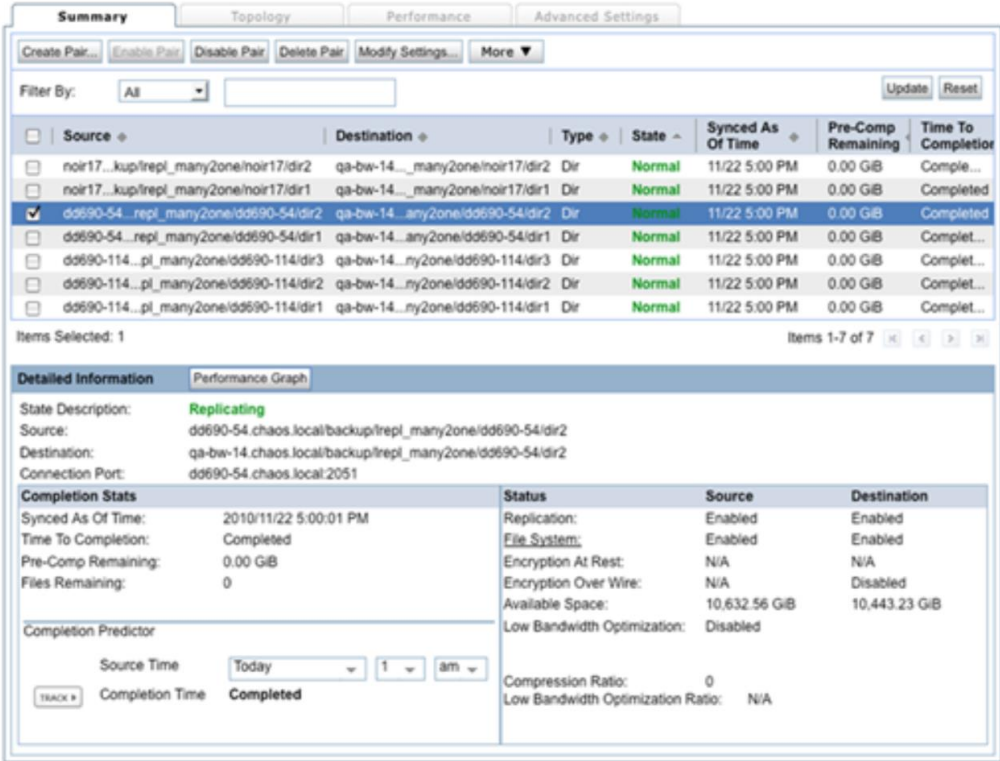 Summary Topology Performance Advanced Settings
Create Pair... Enable Pair Disable Pair Delete Pair Modify Settings... More ▼
Filter By: All Update Reset
Source Destination Type State Synced As Of Time Pre-Comp Remaining Time To Completion
noir17...kup/lrepl_many2one/noir17/dir2 qa-bw-14..._many2one/noir17/dir2 Dir Normal 11/22 5:00 PM 0.00 GiB Comple...
noir17...kup/lrepl_many2one/noir17/dir1 qa-bw-14..._many2one/noir17/dir1 Dir Normal 11/22 5:00 PM 0.00 GiB Completed
dd690-54...repl_many2one/dd690-54/dir2 qa-bw-14...any2one/dd690-54/dir2 Dir Normal 11/22 5:00 PM 0.00 GiB Completed
dd690-54...repl_many2one/dd690-54/dir1 qa-bw-14...any2one/dd690-54/dir1 Dir Normal 11/22 5:00 PM 0.00 GiB Complet...
dd690-114...pl_many2one/dd690-114/dir3 qa-bw-14...ny2one/dd690-114/dir3 Dir Normal 11/22 5:00 PM 0.00 GiB Complet...
dd690-114...pl_many2one/dd690-114/dir2 qa-bw-14...ny2one/dd690-114/dir2 Dir Normal 11/22 5:00 PM 0.00 GiB Complet...
dd690-114...pl_many2one/dd690-114/dir1 qa-bw-14...ny2one/dd690-114/dir1 Dir Normal 11/22 5:00 PM 0.00 GiB Complet...
Items Selected: 1 Items 1-7 of 7
Detailed Information Performance Graph
State Description: Replicating
Source: dd690-54.chaos.local/backup/lrepl_many2one/dd690-54/dir2
Destination: qa-bw-14.chaos.local/backup/lrepl_many2one/dd690-54/dir2
Connection Port: dd690-54.chaos.local:2051
Completion Stats
Synced As Of Time: 2010/11/22 5:00:01 PM
Time To Completion: Completed
Pre-Comp Remaining: 0.00 GiB
Files Remaining: 0
Completion Predictor
Source Time Today 1 am
TRACK Completion Time Completed
Status Source Destination
Replication: Enabled Enabled
File System: Enabled Enabled
Encryption At Rest: N/A N/A
Encryption Over Wire: N/A Disabled
Available Space: 10,632.56 GiB 10,443.23 GiB
Low Bandwidth Optimization: Disabled
Compression Ratio: 0
Low Bandwidth Optimization Ratio: N/A